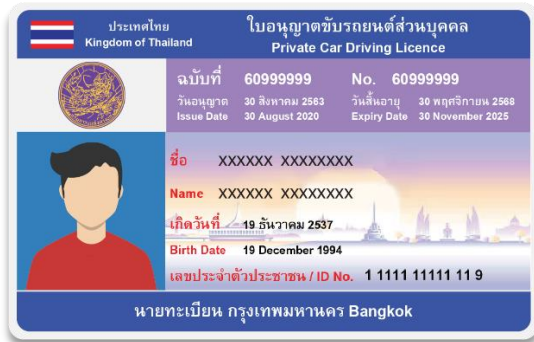 ประเทศไทย
Kingdom of Thailand
ใบอนุญาตขับรถยนต์ส่วนบุคคล
Private Car Driving Licence
ฉบับที่ 60999999 No. 60999999
วันอนุญาต 30 สิงหาคม 2563 วันสิ้นอายุ 30 พฤศจิกายน 2568
Issue Date 30 August 2020 Expiry Date 30 November 2025
ชื่อ XXXXXX XXXXXXXX
Name XXXXXX XXXXXXXX
เกิดวันที่ 19 ธันวาคม 2537
Birth Date 19 December 1994
เลขประจำตัวประชาชน / ID No. 1 1111 11111 11 9
นายทะเบียน กรุงเทพมหานคร Bangkok